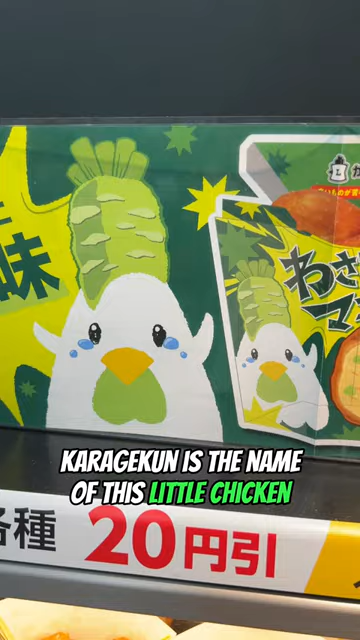 味
わさ
マ
KARAGEKUN IS THE NAME
OF THIS LITTLE CHICKEN
各種 20円引